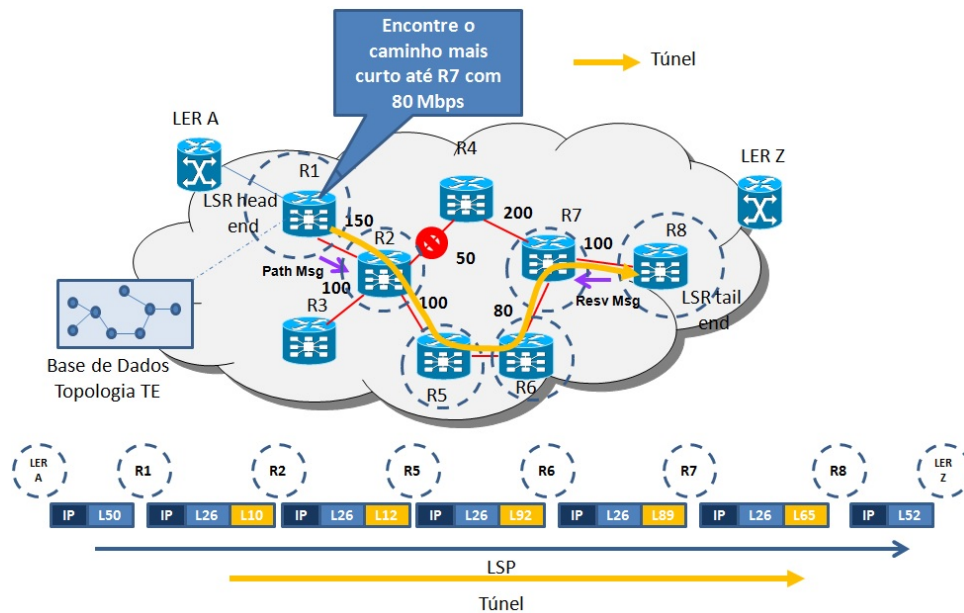 Encontre o
caminho mais
curto até R7 com
80 Mbps
Túnel
LER A
R4
LER Z
R1
LSR head
end
150
200
R7
R2
100
R8
50
Path Msg
Resv Msg
100
R3
100
80
LSR tail
end
Base de Dados
Topologia TE
R5
R6
LER
A
R1
R2
R5
R6
R7
R8
LER
Z
IP L50 IP L26 L10 IP L26 L12 IP L26 L92 IP L26 L89 IP L26 L65 IP L52
LSP
Túnel